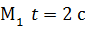 M₁ t = 2 c